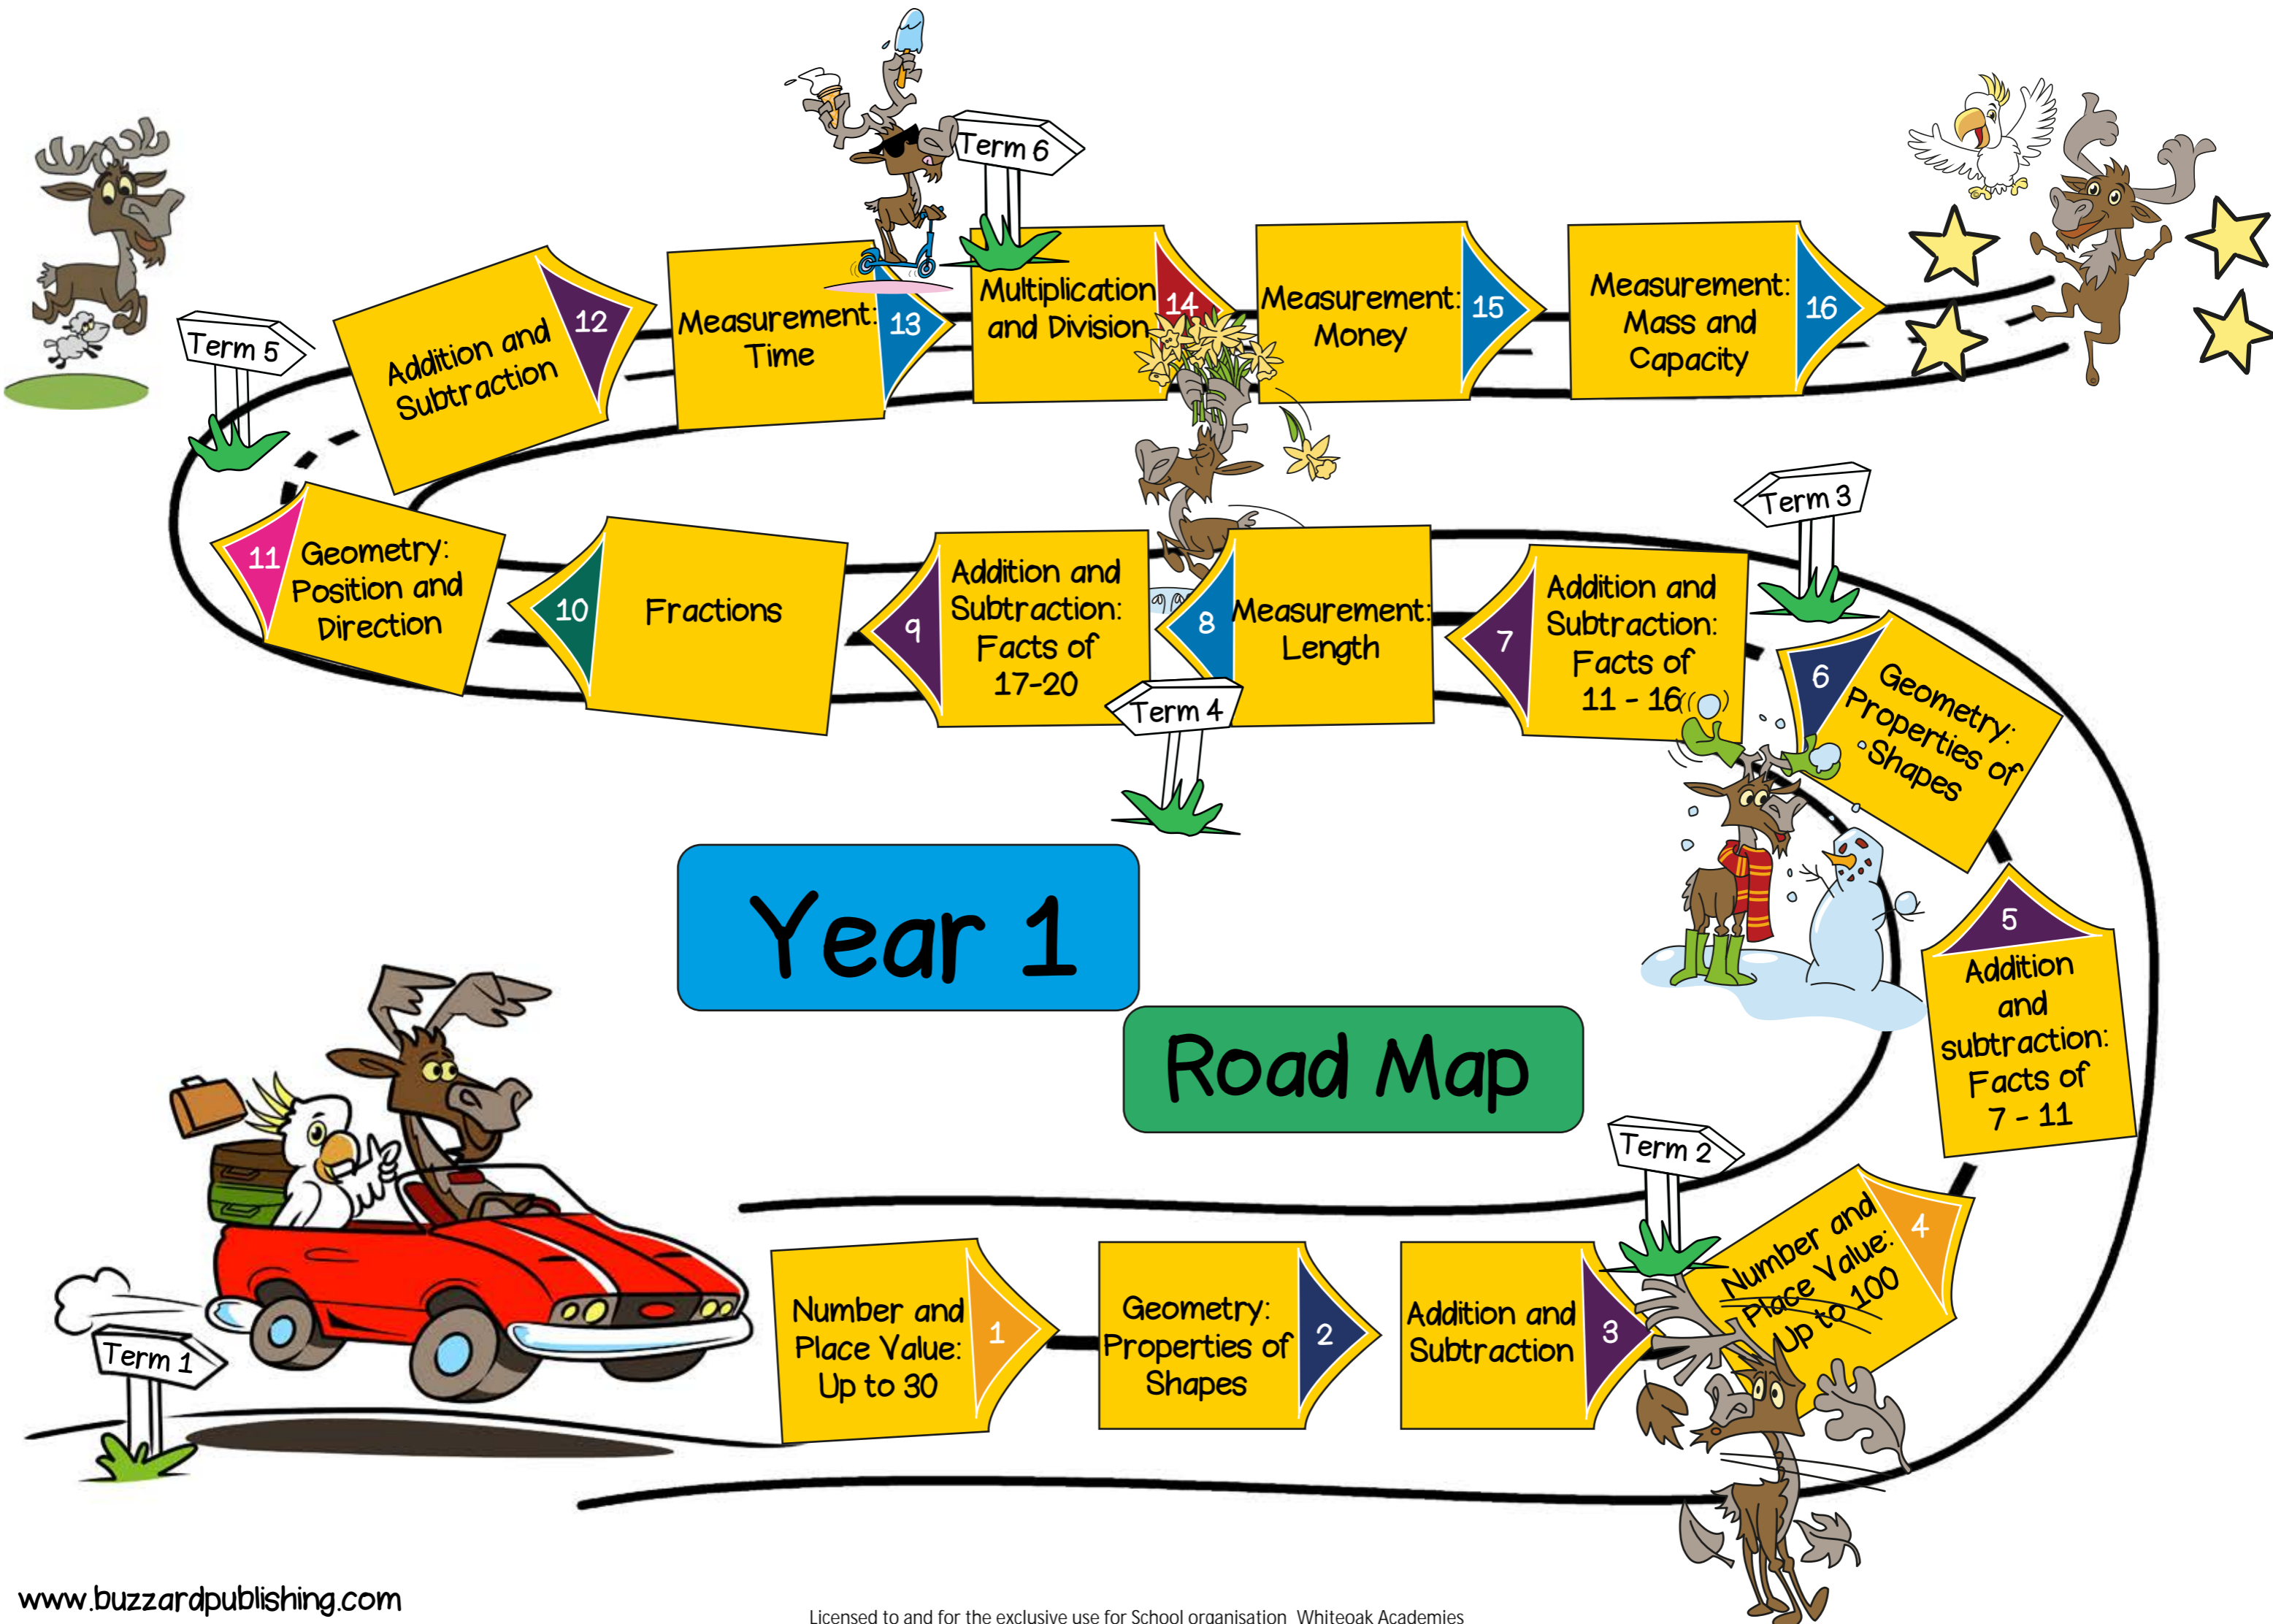 Term 1
Number and
Place Value:
Up to 30
1
Geometry:
Properties of
Shapes
2
Addition and
Subtraction
3
Term 2
Number and
Place Value:
Up to 100
4
Addition
and
subtraction:
Facts of
7 - 11
5
Geometry:
Properties of
Shapes
6
Term 3
Addition and
Subtraction:
Facts of
11 - 16
7
Measurement:
Length
8
Term 4
Addition and
Subtraction:
Facts of
17-20
9
Fractions
10
Geometry:
Position and
Direction
11
Term 5
Addition and
Subtraction
12
Measurement:
Time
13
Term 6
Multiplication
and Division
14
Measurement:
Money
15
Measurement:
Mass and
Capacity
16
Year 1
Road Map
www.buzzardpublishing.com
Licensed to and for the exclusive use for School organisation Whiteoak Academies